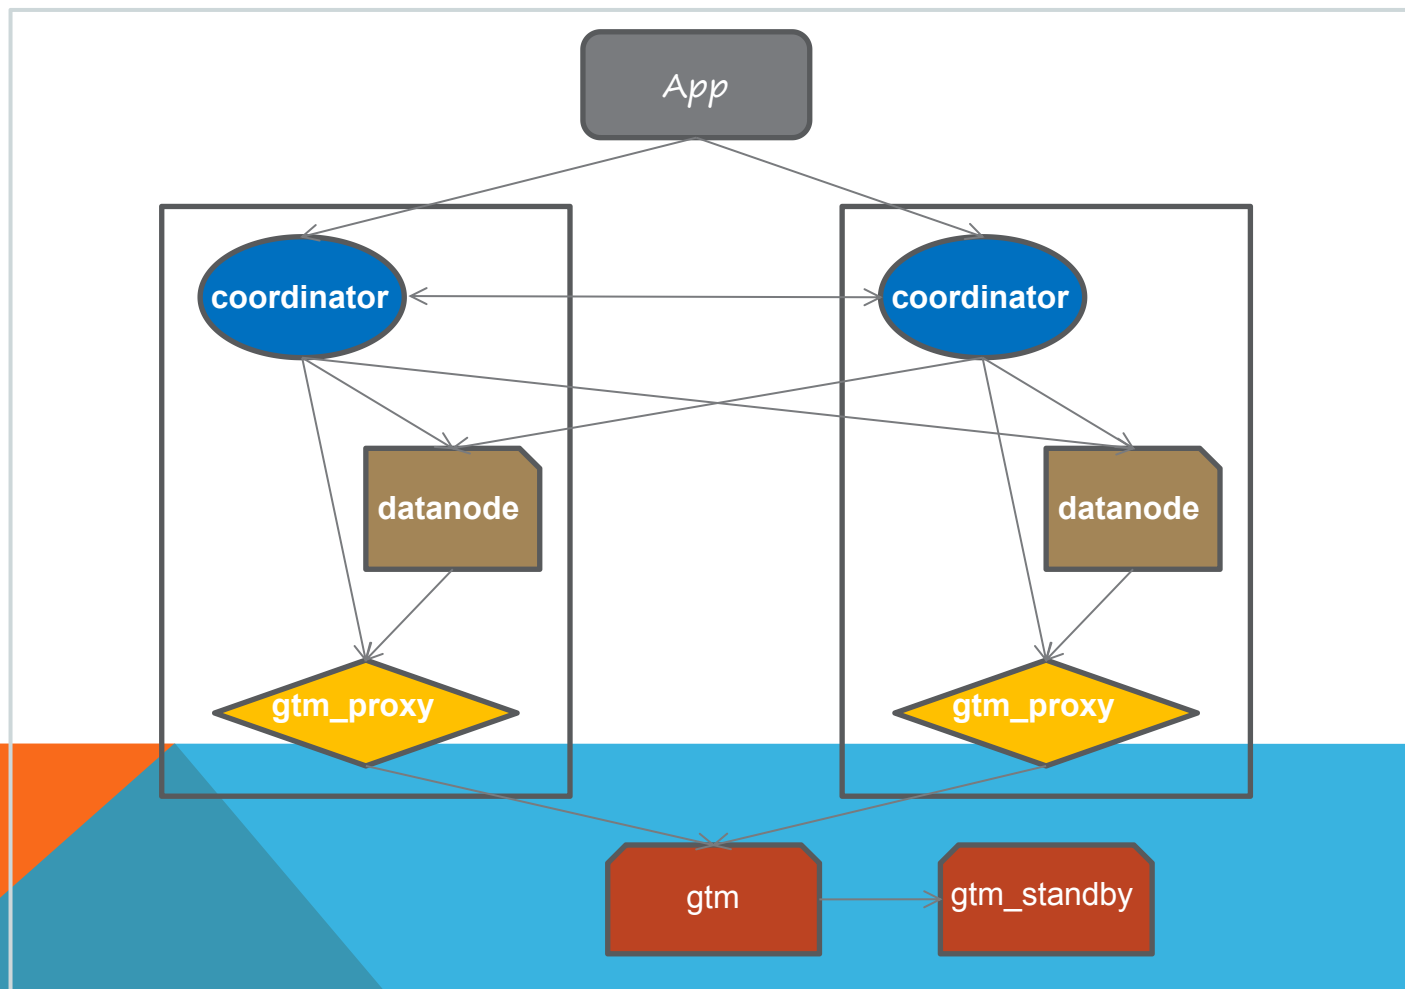 App
coordinator
coordinator
datanode
datanode
gtm_proxy
gtm_proxy
gtm
gtm_standby